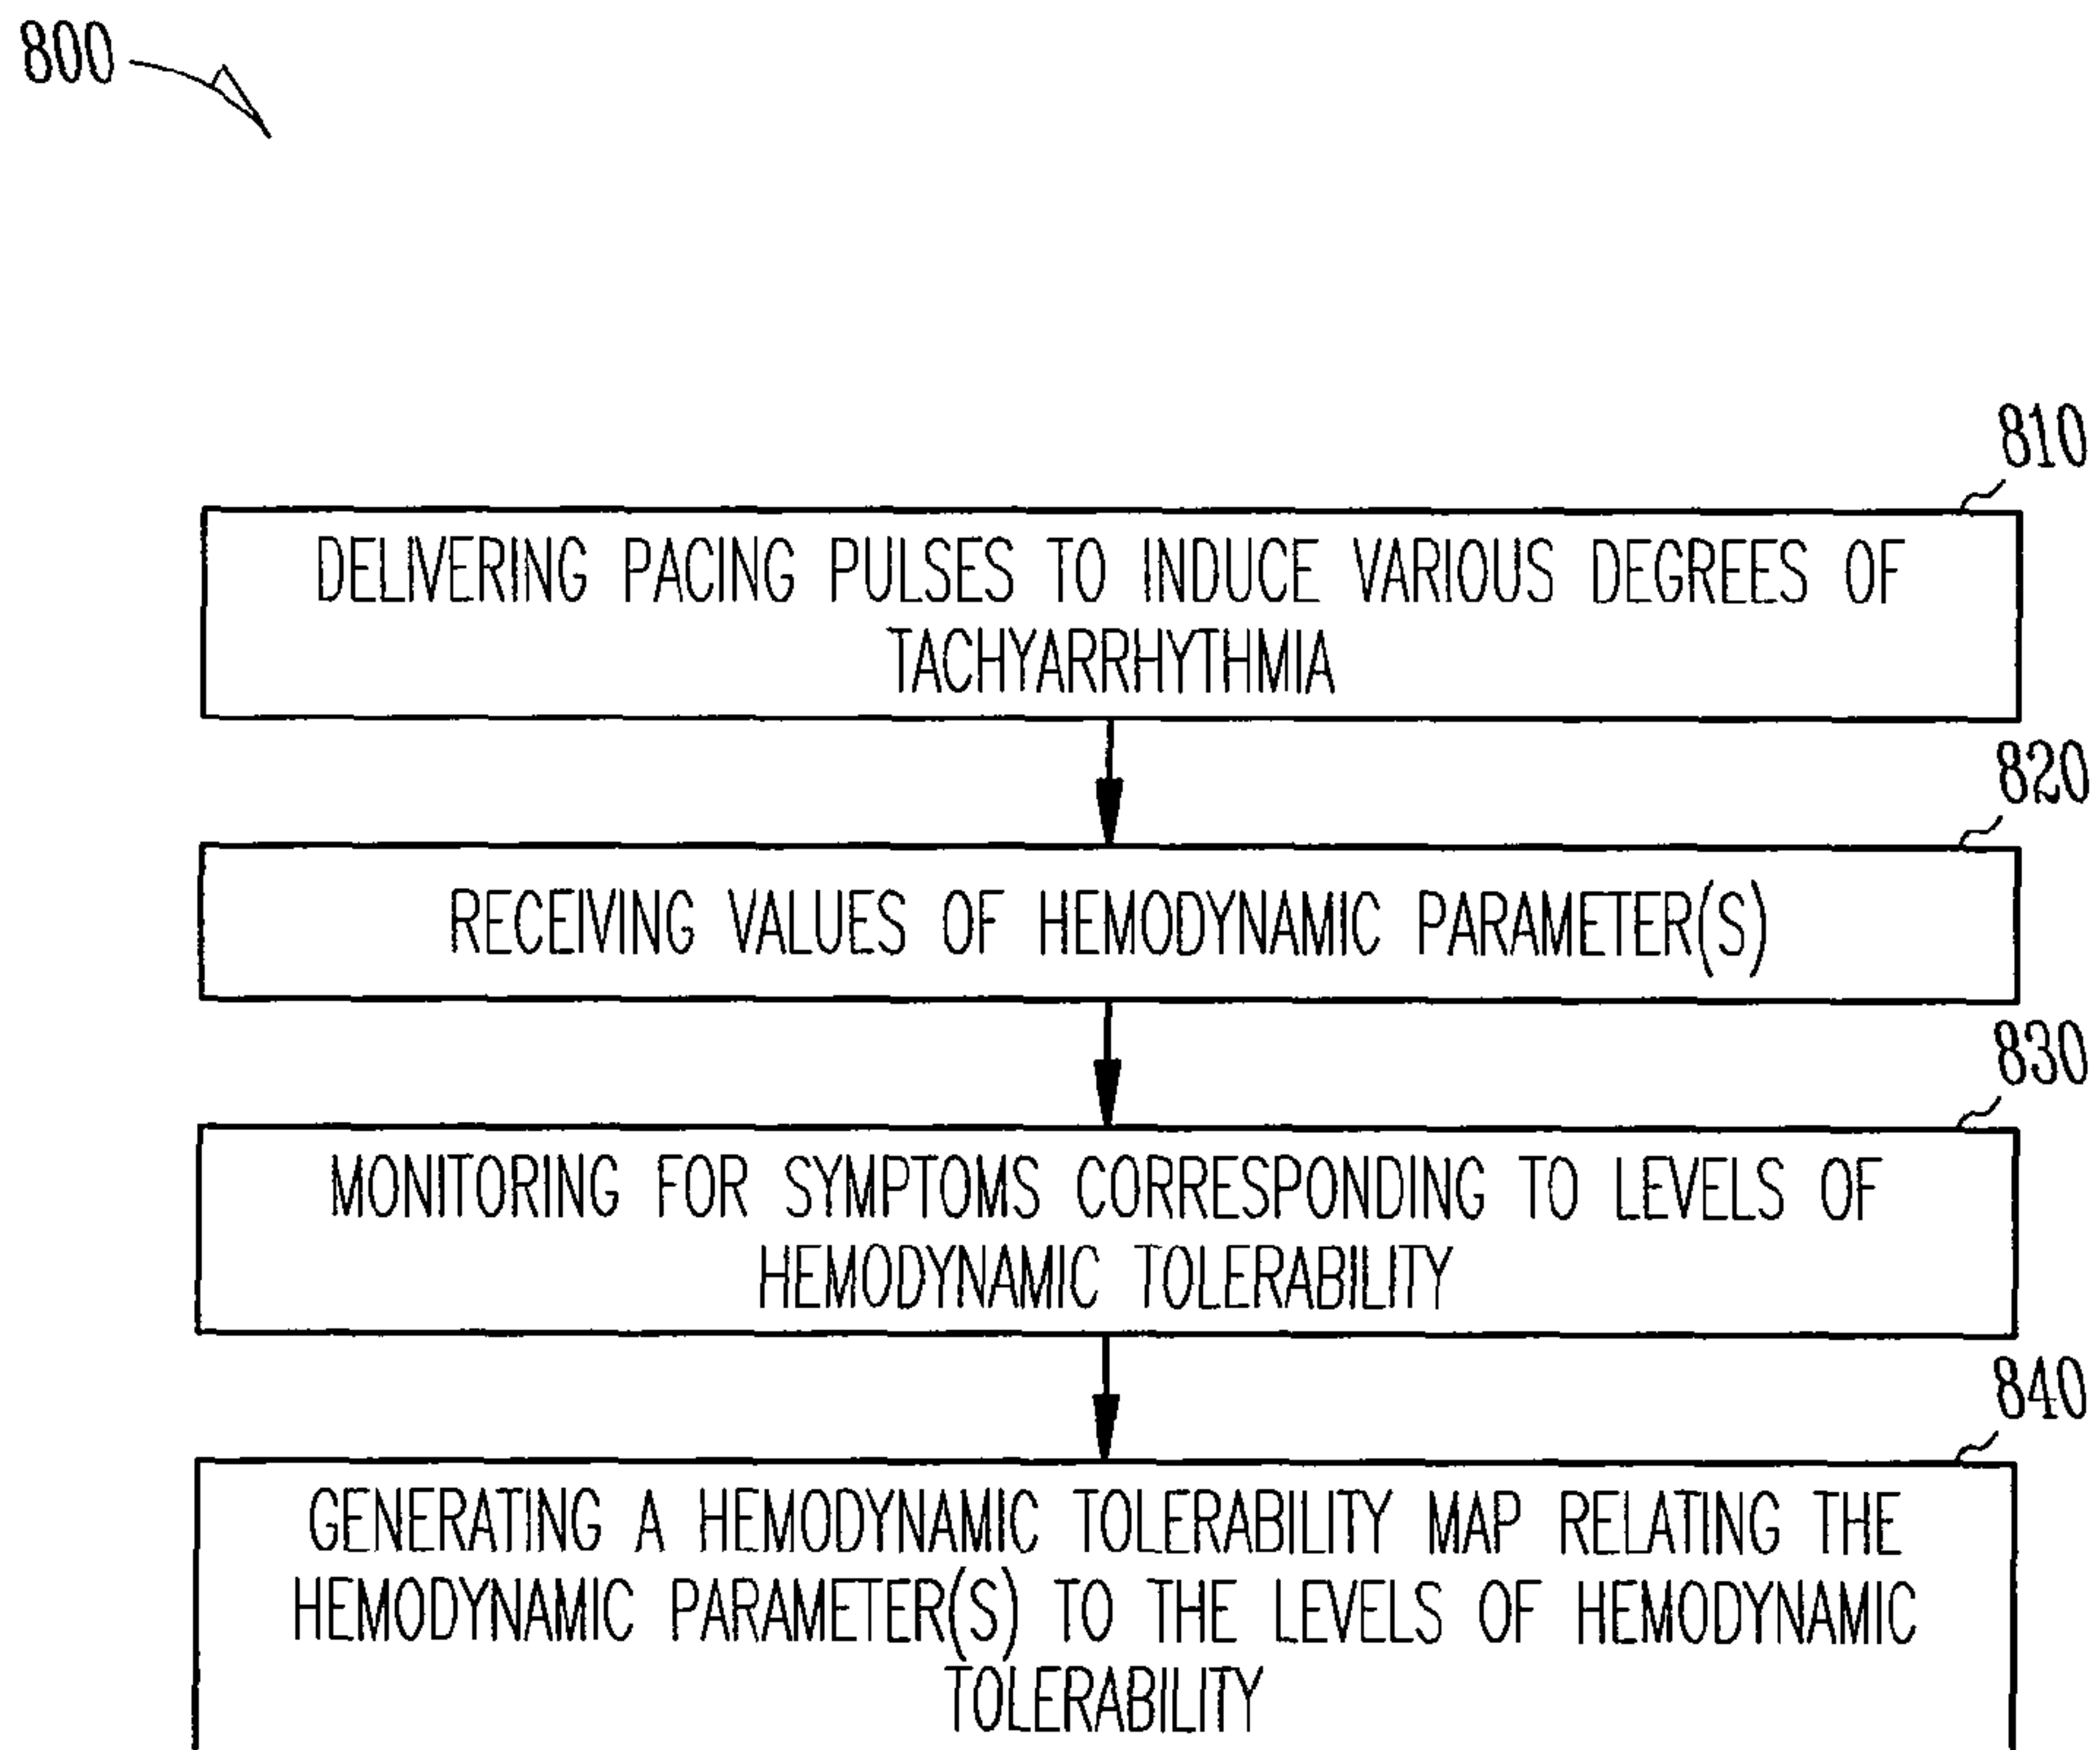 800
810
DELIVERING PACING PULSES TO INDUCE VARIOUS DEGREES OF
TACHYARRHYTHMIA
820
RECEIVING VALUES OF HEMODYNAMIC PARAMETER(S)
830
MONITORING FOR SYMPTOMS CORRESPONDING TO LEVELS OF
HEMODYNAMIC TOLERABILITY
840
GENERATING A HEMODYNAMIC TOLERABILITY MAP RELATING THE
HEMODYNAMIC PARAMETER(S) TO THE LEVELS OF HEMODYNAMIC
TOLERABILITY